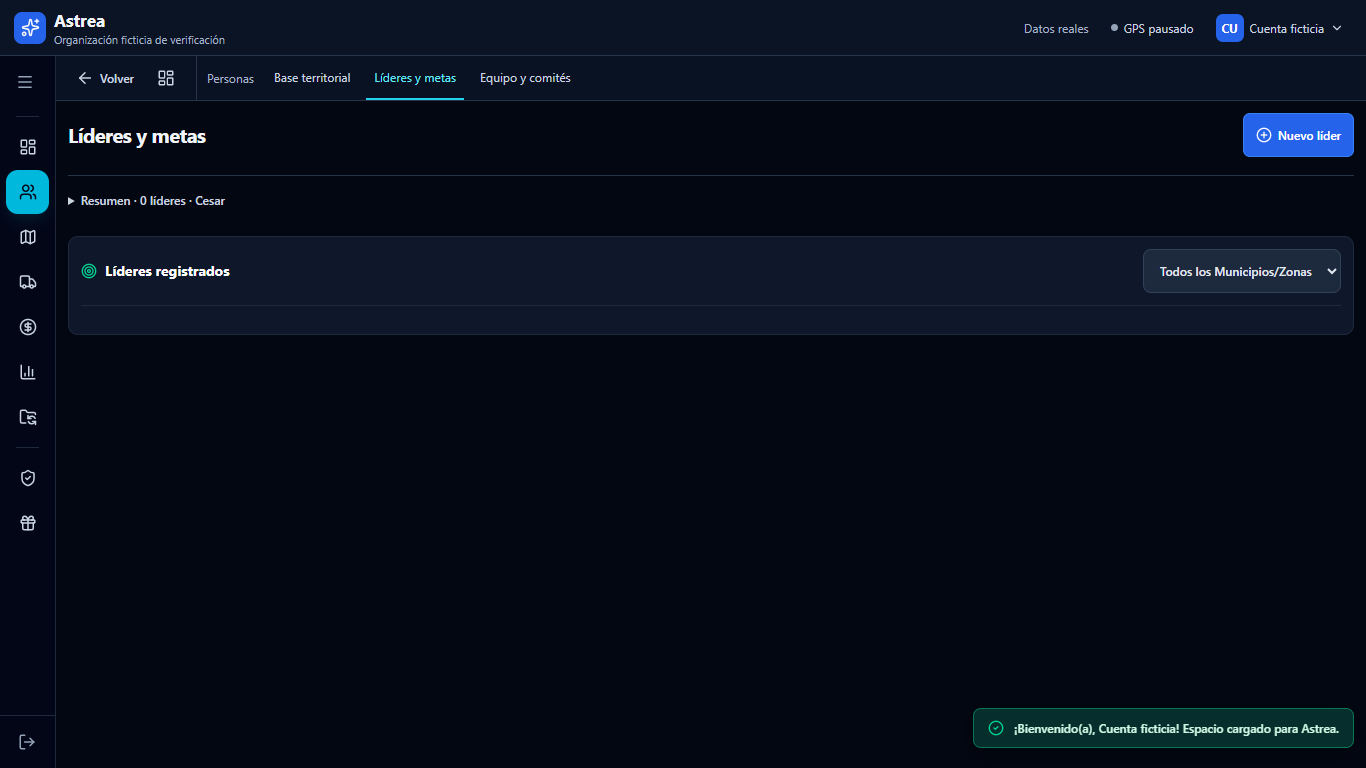 Astrea
Organización ficticia de verificación
Datos reales
GPS pausado
CU
Cuenta ficticia
Volver
Personas
Base territorial
Líderes y metas
Equipo y comités
Líderes y metas
Nuevo líder
Resumen · 0 líderes · Cesar
Líderes registrados
Todos los Municipios/Zonas
¡Bienvenido(a), Cuenta ficticia! Espacio cargado para Astrea.